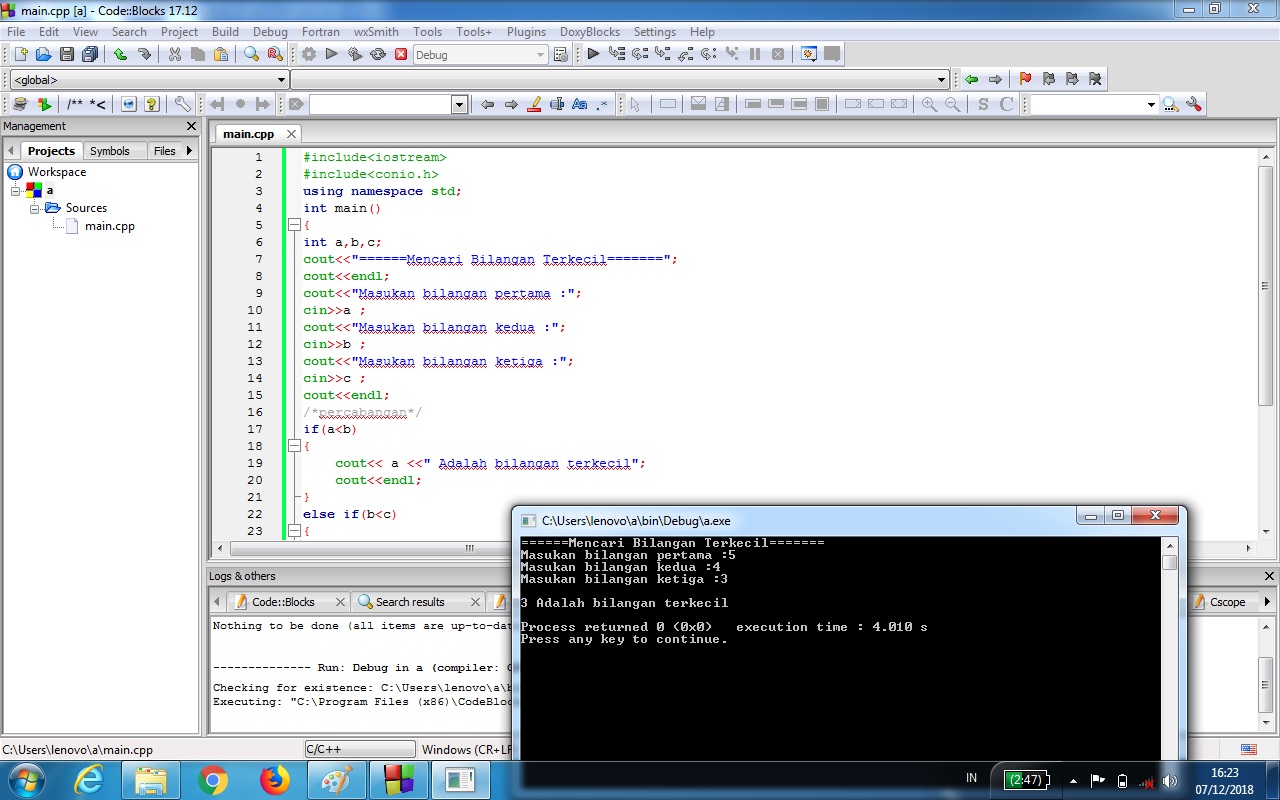 main.cpp [a] - Code::Blocks 17.12
File Edit View Search Project Build Debug Fortran wxSmith Tools Tools+ Plugins DoxyBlocks Settings Help
Debug
<global>
/** *<
S C
Management
main.cpp
Projects Symbols Files
Workspace
a
Sources
main.cpp
1 #include<iostream>
2 #include<conio.h>
3 using namespace std;
4 int main()
5 {
6 int a,b,c;
7 cout<<"======Mencari Bilangan Terkecil=======";
8 cout<<endl;
9 cout<<"Masukan bilangan pertama :";
10 cin>>a ;
11 cout<<"Masukan bilangan kedua :";
12 cin>>b ;
13 cout<<"Masukan bilangan ketiga :";
14 cin>>c ;
15 cout<<endl;
16 /*percabangan*/
17 if(a<b)
18 {
19 cout<< a <<" Adalah bilangan terkecil";
20 cout<<endl;
21 }
22 else if(b<c)
23 {
C:\Users\lenovo\a\bin\Debug\a.exe
======Mencari Bilangan Terkecil=======
Masukan bilangan pertama :5
Masukan bilangan kedua :4
Masukan bilangan ketiga :3
3 Adalah bilangan terkecil
Process returned 0 (0x0) execution time : 4.010 s
Press any key to continue.
Logs & others
Code::Blocks Search results Cscope
Nothing to be done (all items are up-to-dat
-------------- Run: Debug in a (compiler: G
Checking for existence: C:\Users\lenovo\a\b
Executing: "C:\Program Files (x86)\CodeBloc
C:\Users\lenovo\a\main.cpp C/C++ Windows (CR+LF
IN (2:47) 16:23
07/12/2018